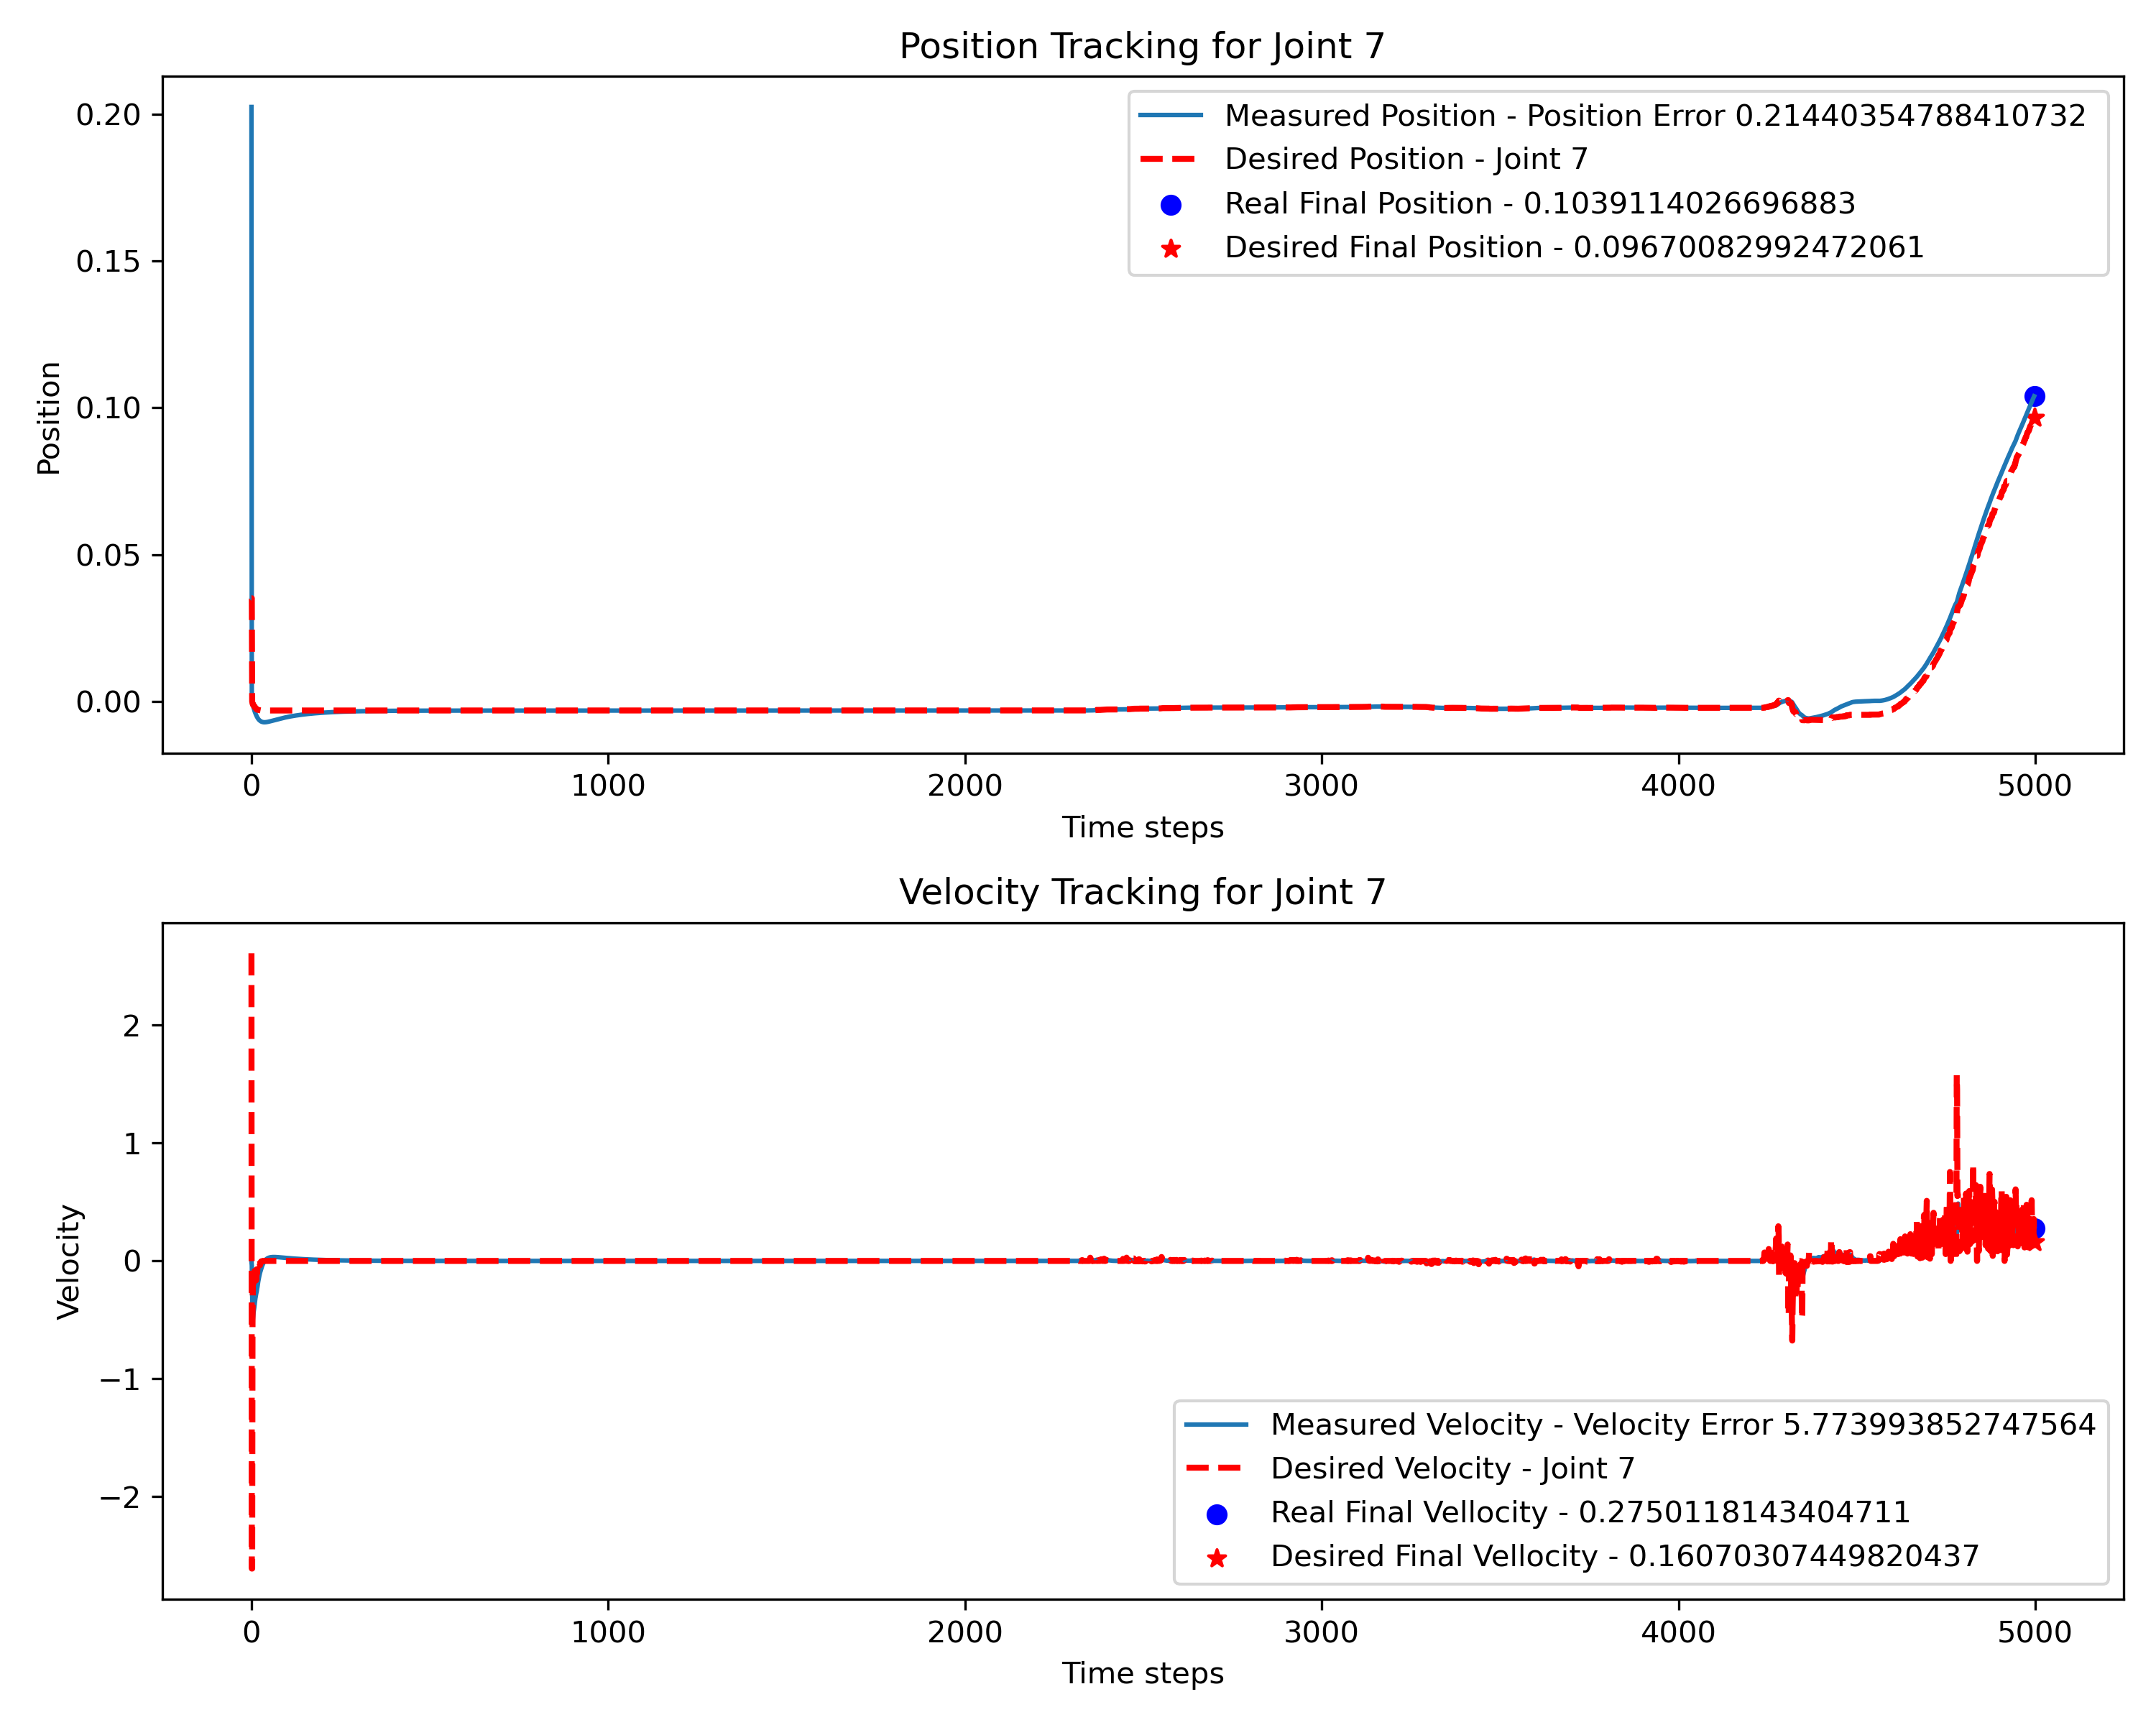 Position Tracking for Joint 7
0.20
0.15
0.10
0.05
0.00
Position
Measured Position - Position Error 0.21440354788410732
Desired Position - Joint 7
Real Final Position - 0.1039114026696883
Desired Final Position - 0.09670082992472061
0 1000 2000 3000 4000 5000
Time steps
Velocity Tracking for Joint 7
2
1
0
−1
−2
Velocity
Measured Velocity - Velocity Error 5.773993852747564
Desired Velocity - Joint 7
Real Final Vellocity - 0.2750118143404711
Desired Final Vellocity - 0.16070307449820437
0 1000 2000 3000 4000 5000
Time steps